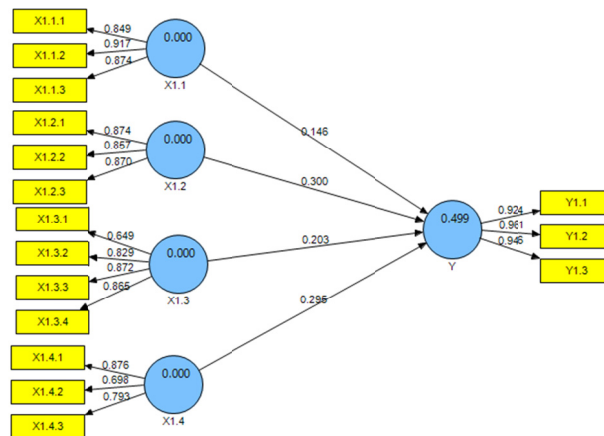 X1.1.1
0.849
X1.1.2
0.917
X1.1.3
0.874
0.000
X1.1
X1.2.1
0.874
X1.2.2
0.857
X1.2.3
0.870
0.000
X1.2
X1.3.1
0.649
X1.3.2
0.829
X1.3.3
0.872
X1.3.4
0.865
0.000
X1.3
X1.4.1
0.876
X1.4.2
0.698
X1.4.3
0.793
0.000
X1.4
0.146
0.300
0.203
0.295
0.499
Y
0.924
Y1.1
0.961
Y1.2
0.946
Y1.3